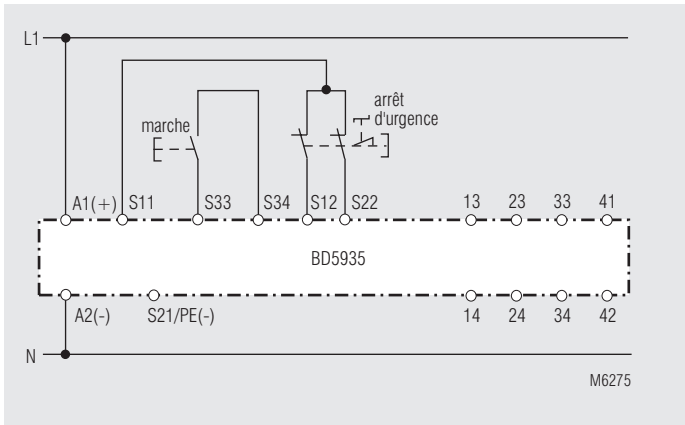 L1
arrêt
d'urgence
marche
A1(+) S11 S33 S34 S12 S22 13 23 33 41
BD5935
A2(-) S21/PE(-) 14 24 34 42
N
M6275